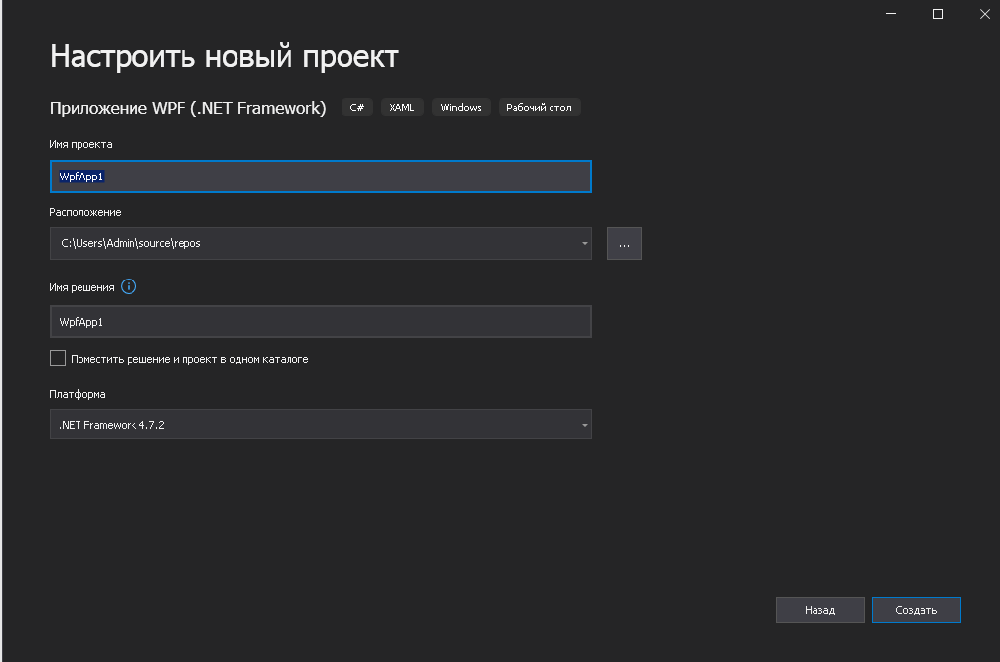 Настроить новый проект
Приложение WPF (.NET Framework) C# XAML Windows Рабочий стол
Имя проекта
WpfApp1
Расположение
C:\Users\Admin\source\repos
...
Имя решения
WpfApp1
Поместить решение и проект в одном каталоге
Платформа
.NET Framework 4.7.2
Назад Создать